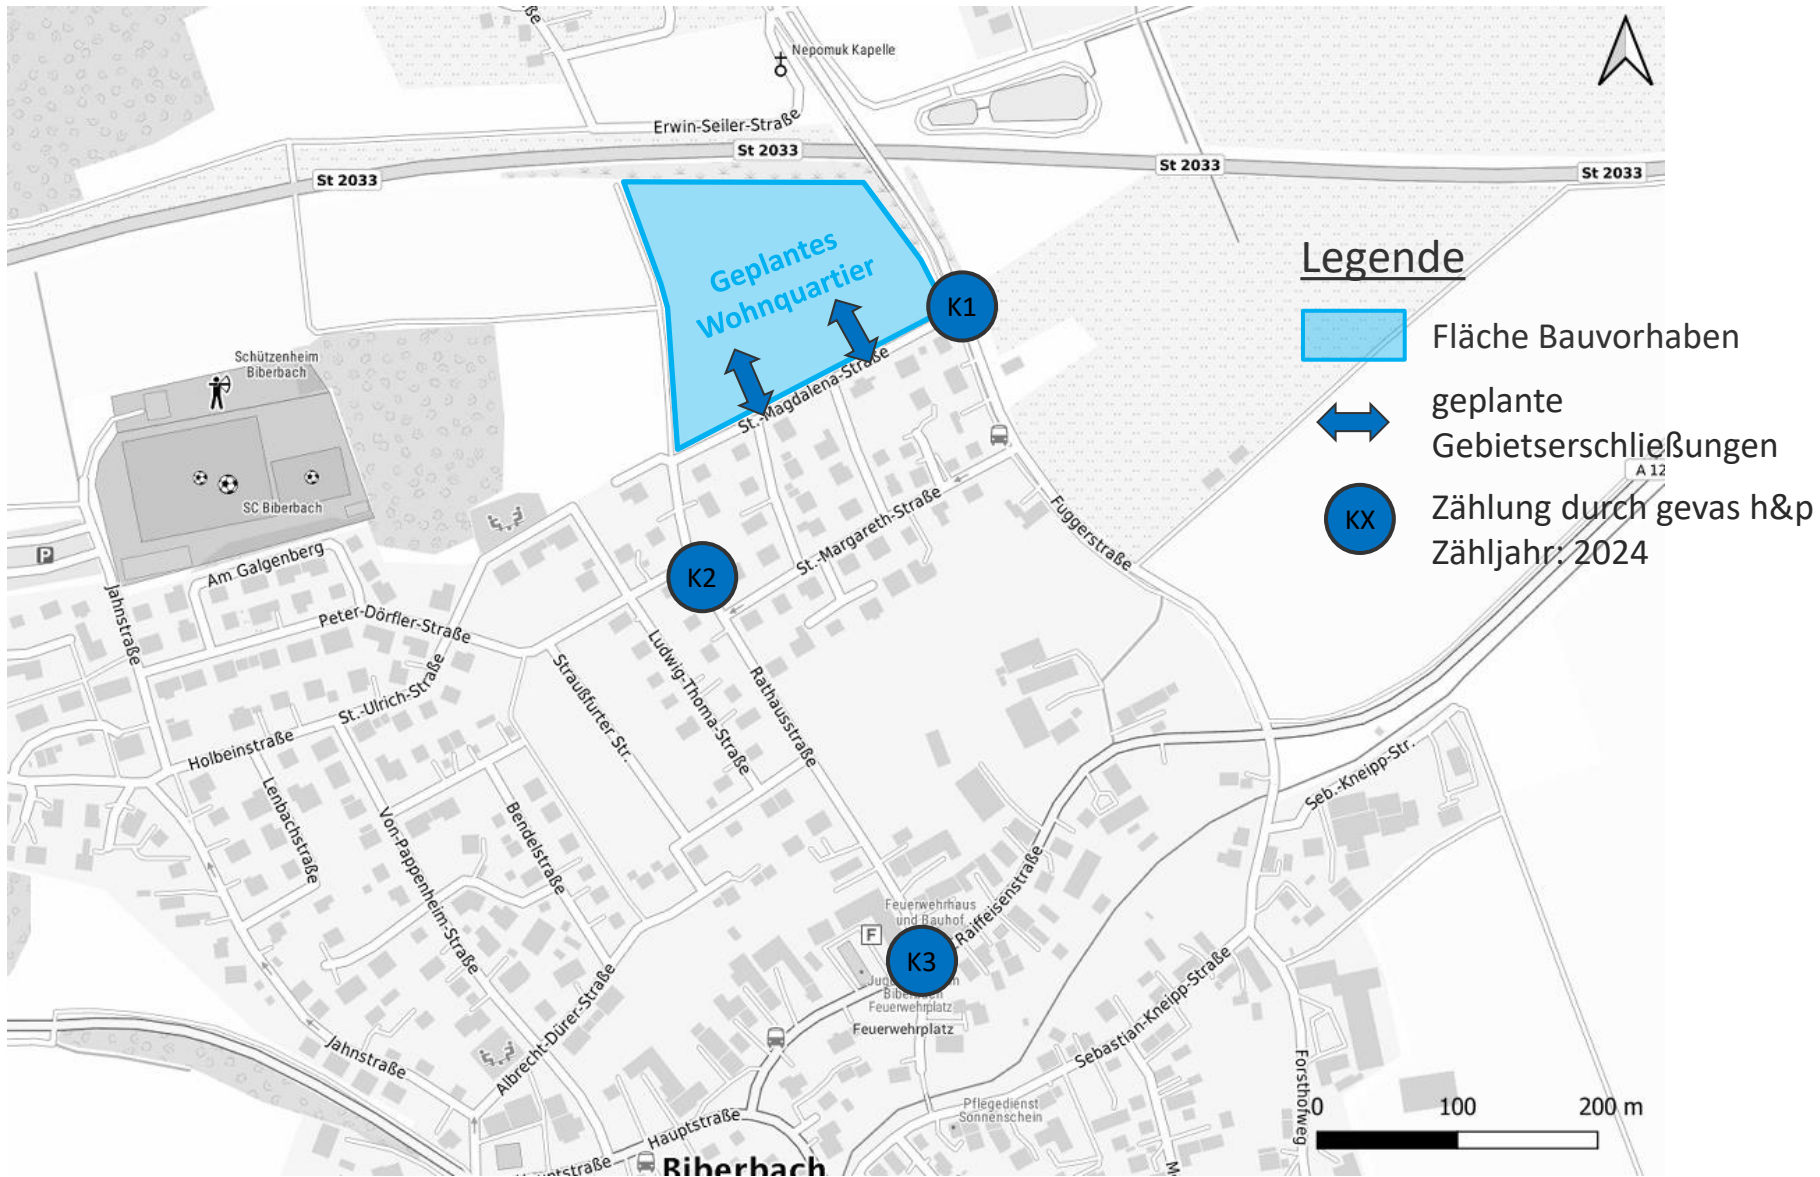 Nepomuk Kapelle
Erwin-Seiler-Straße
St 2033
St 2033
St 2033
St 2033
Geplantes
Wohnquartier
K1
Legende
Fläche Bauvorhaben
geplante
Gebietserschließungen
KX
Zählung durch gevas h&p
Zähljahr: 2024
A 12
Schützenheim
Biberbach
SC Biberbach
St.-Magdalena-Straße
St.-Margareth-Straße
Fuggerstraße
K2
P
Am Galgenberg
Jahnstraße
Peter-Dörfler-Straße
St.-Ulrich-Straße
Holbeinstraße
Straußfurter Str.
Ludwig-Thoma-Straße
Rathausstraße
Lenbachstraße
Von-Pappenheim-Straße
Bendelstraße
Seb.-Kneipp-Str.
Feuerwehrhaus
und Bauhof
F
K3
-Raiffeisenstraße
Biberbach
Feuerwehrplatz
Feuerwehrplatz
Sebastian-Kneipp-Straße
Albrecht-Dürer-Straße
Jahnstraße
Forsthofweg
Pflegedienst
Sonnenschein
Hauptstraße
Biberbach
0 100 200 m